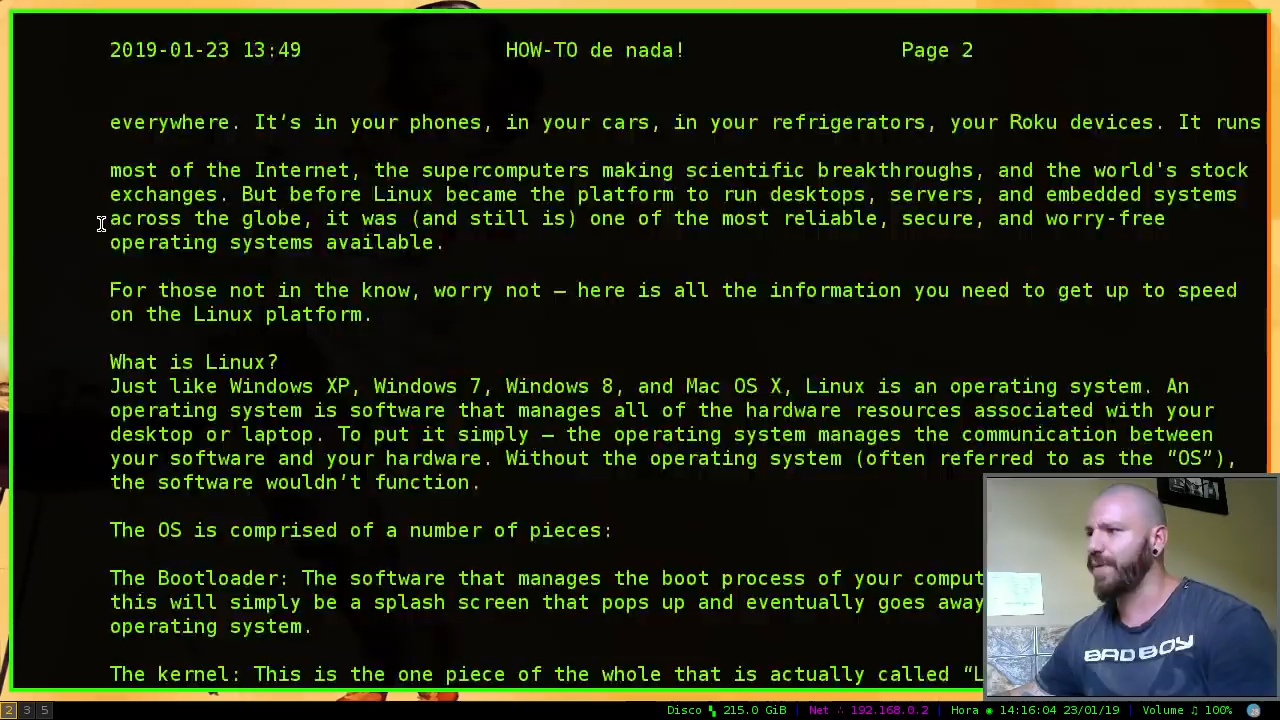 2019-01-23 13:49 HOW-TO de nada! Page 2
everywhere. It’s in your phones, in your cars, in your refrigerators, your Roku devices. It runs
most of the Internet, the supercomputers making scientific breakthroughs, and the world's stock
exchanges. But before Linux became the platform to run desktops, servers, and embedded systems
across the globe, it was (and still is) one of the most reliable, secure, and worry-free
operating systems available.
For those not in the know, worry not – here is all the information you need to get up to speed
on the Linux platform.
What is Linux?
Just like Windows XP, Windows 7, Windows 8, and Mac OS X, Linux is an operating system. An
operating system is software that manages all of the hardware resources associated with your
desktop or laptop. To put it simply – the operating system manages the communication between
your software and your hardware. Without the operating system (often referred to as the “OS”),
the software wouldn’t function.
The OS is comprised of a number of pieces:
The Bootloader: The software that manages the boot process of your comput
this will simply be a splash screen that pops up and eventually goes away
operating system.
The kernel: This is the one piece of the whole that is actually called “L
BAD BOY
2 3 5 Disco 215.0 GiB | Net ∴ 192.168.0.2 | Hora ◉ 14:16:04 23/01/19 | Volume ♫ 100%